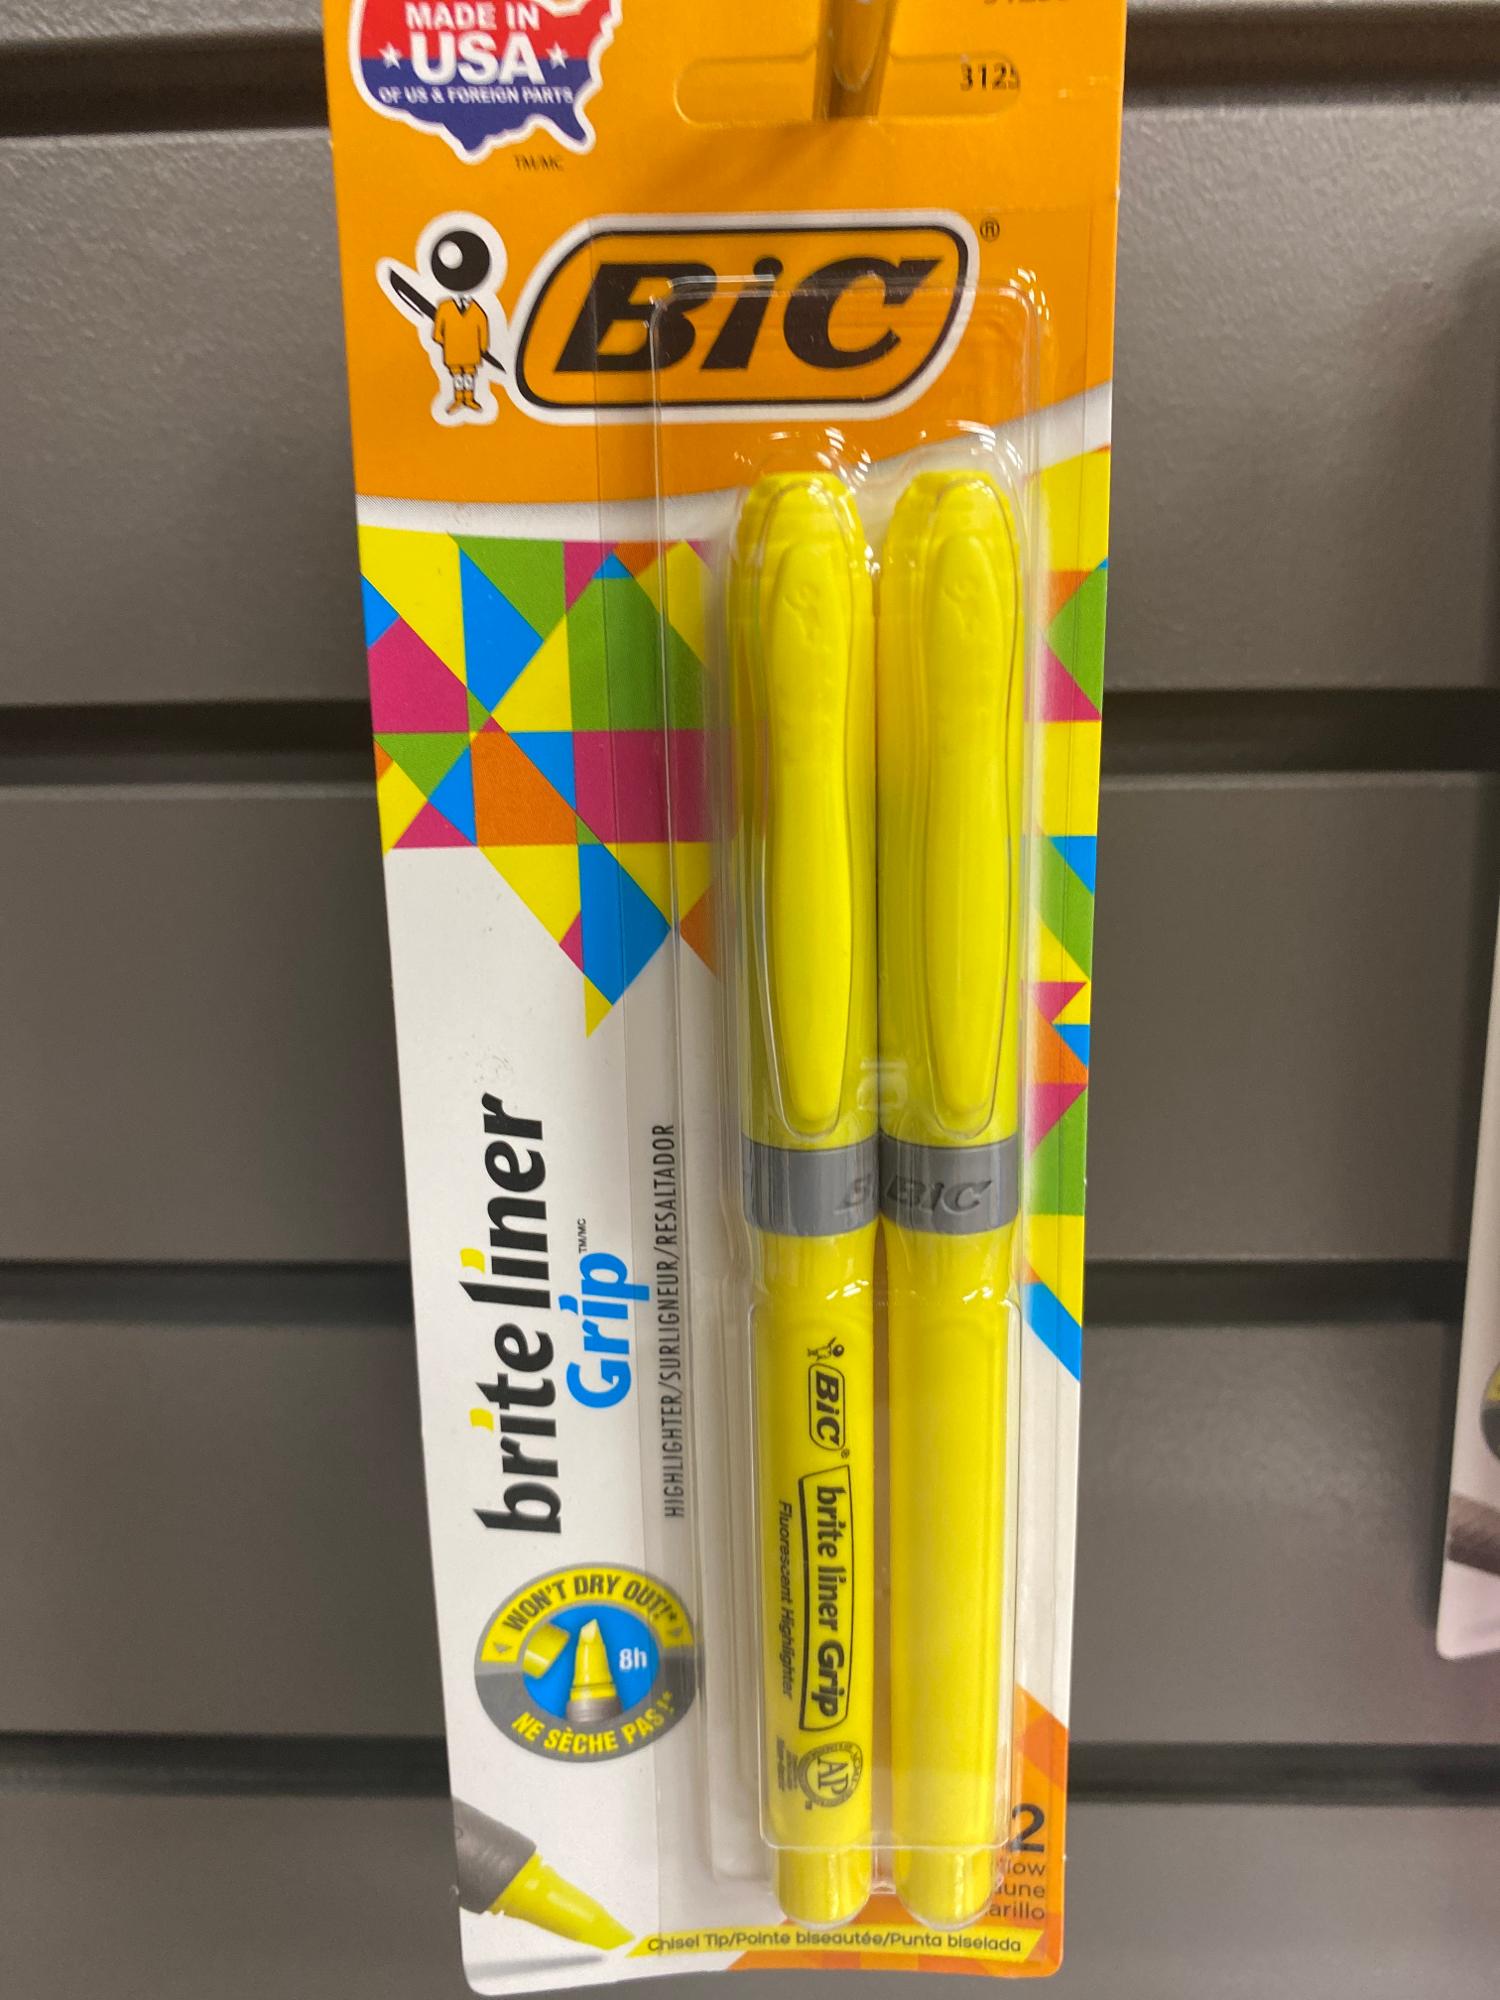 MADE IN
USA
OF US & FOREIGN PARTS
TM/MC
3125
BiC®
brite liner
Grip TM/MC
HIGHLIGHTER/SURLIGNEUR/RESALTADOR
WON'T DRY OUT!*
8h
NE SÈCHE PAS!*
BiC
BiC®
brite liner Grip
Fluorescent Highlighter
AP
2
Chisel Tip/Pointe biseautée/Punta biselada